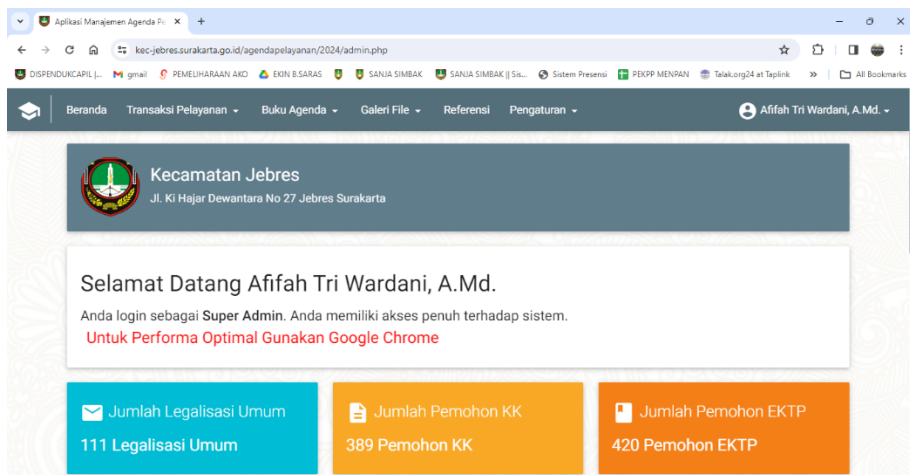 Aplikasi Manajemen Agenda Pe
kec-jebres.surakarta.go.id/agendapelayanan/2024/admin.php
DISPENDUKCAPIL |... gmail PEMELIHARAAN AKO EKIN B.SARAS SANJA SIMBAK SANJA SIMBAK || Sis... Sistem Presensi PEKPP MENPAN Talak.org24 at Taplink » All Bookmarks
Beranda Transaksi Pelayanan Buku Agenda Galeri File Referensi Pengaturan Afifah Tri Wardani, A.Md.
Kecamatan Jebres
Jl. Ki Hajar Dewantara No 27 Jebres Surakarta
Selamat Datang Afifah Tri Wardani, A.Md.
Anda login sebagai Super Admin. Anda memiliki akses penuh terhadap sistem.
Untuk Performa Optimal Gunakan Google Chrome
Jumlah Legalisasi Umum
111 Legalisasi Umum
Jumlah Pemohon KK
389 Pemohon KK
Jumlah Pemohon EKTP
420 Pemohon EKTP